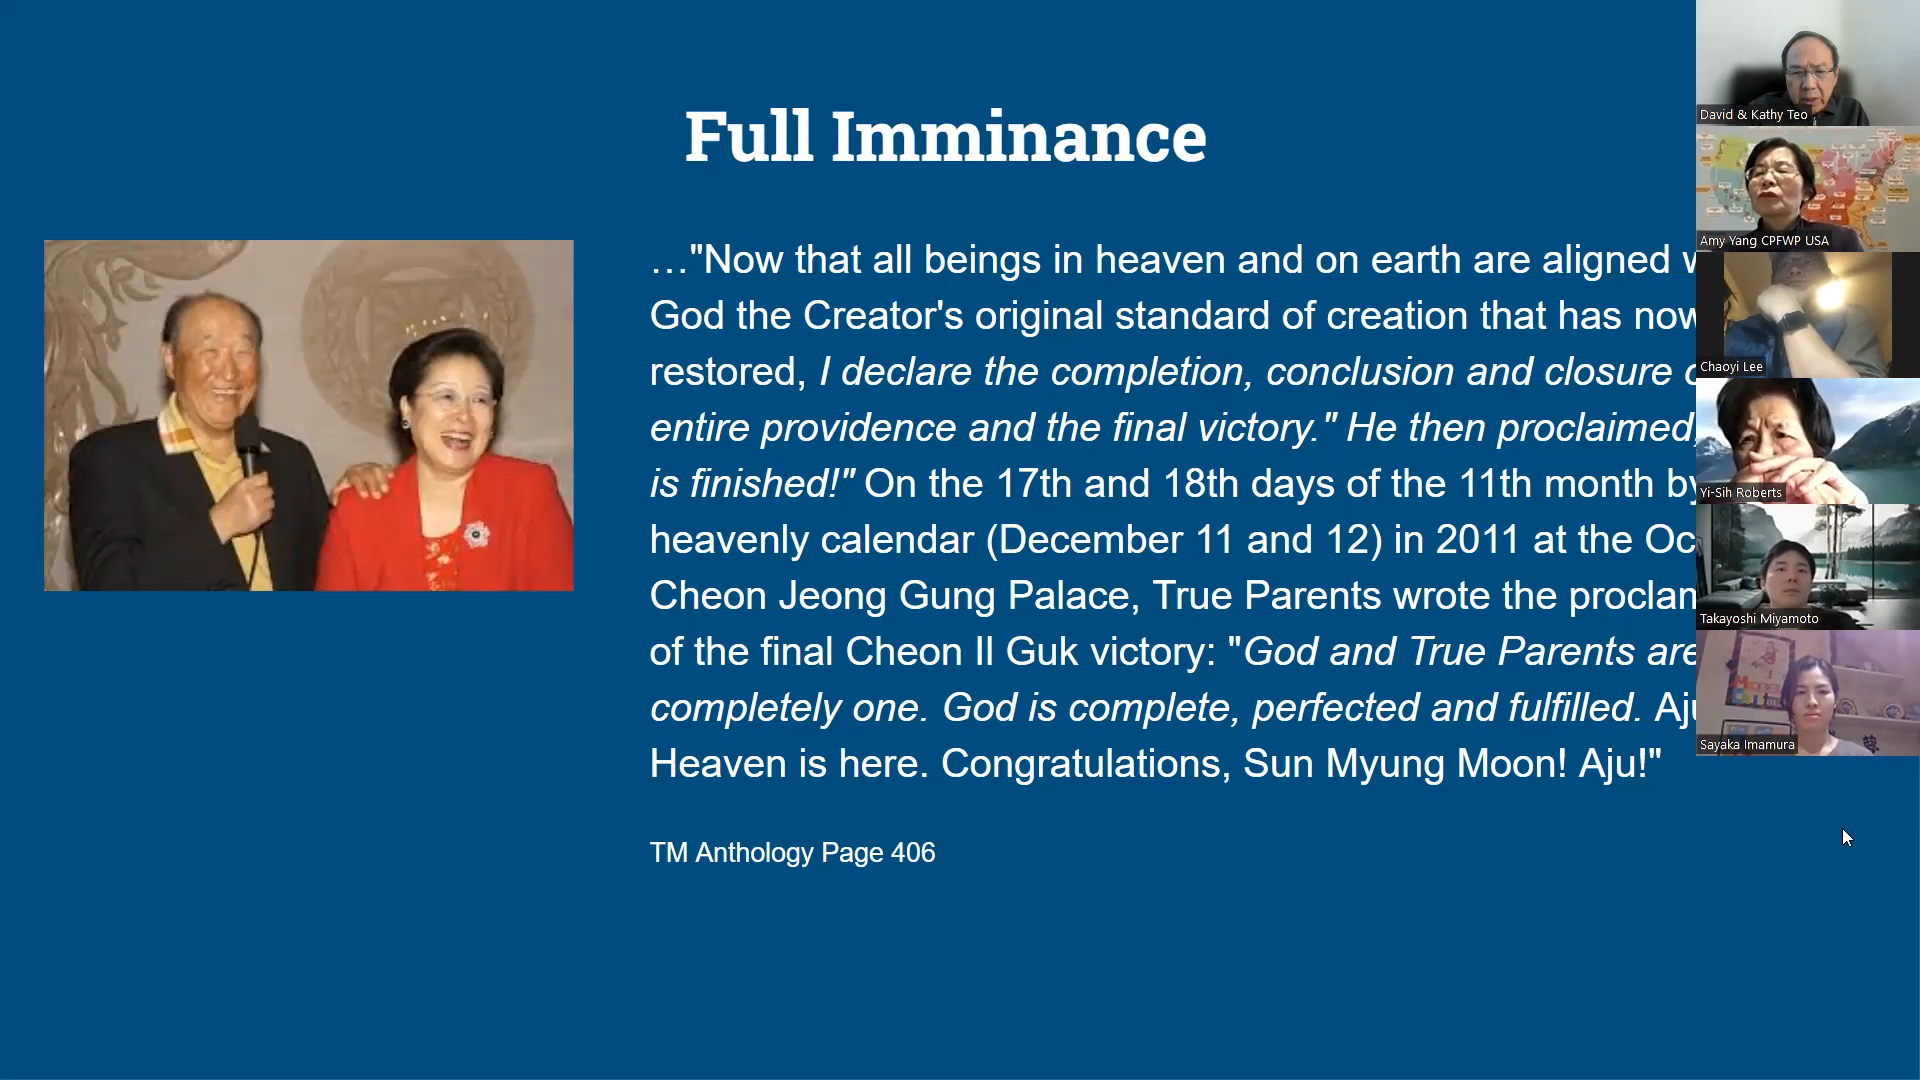 Full Imminance
…"Now that all beings in heaven and on earth are aligned
God the Creator's original standard of creation that has now
restored, I declare the completion, conclusion and closure
entire providence and the final victory." He then proclaimed,
is finished!" On the 17th and 18th days of the 11th month by
heavenly calendar (December 11 and 12) in 2011 at the
Cheon Jeong Gung Palace, True Parents wrote the
of the final Cheon Il Guk victory: "God and True Parents are
completely one. God is complete, perfected and fulfilled.
Heaven is here. Congratulations, Sun Myung Moon! Aju!"
TM Anthology Page 406
David & Kathy Teo
Amy Yang CPFWP USA
Chaoyi Lee
Yi-Sih Roberts
Takayoshi Miyamoto
Sayaka Imamura